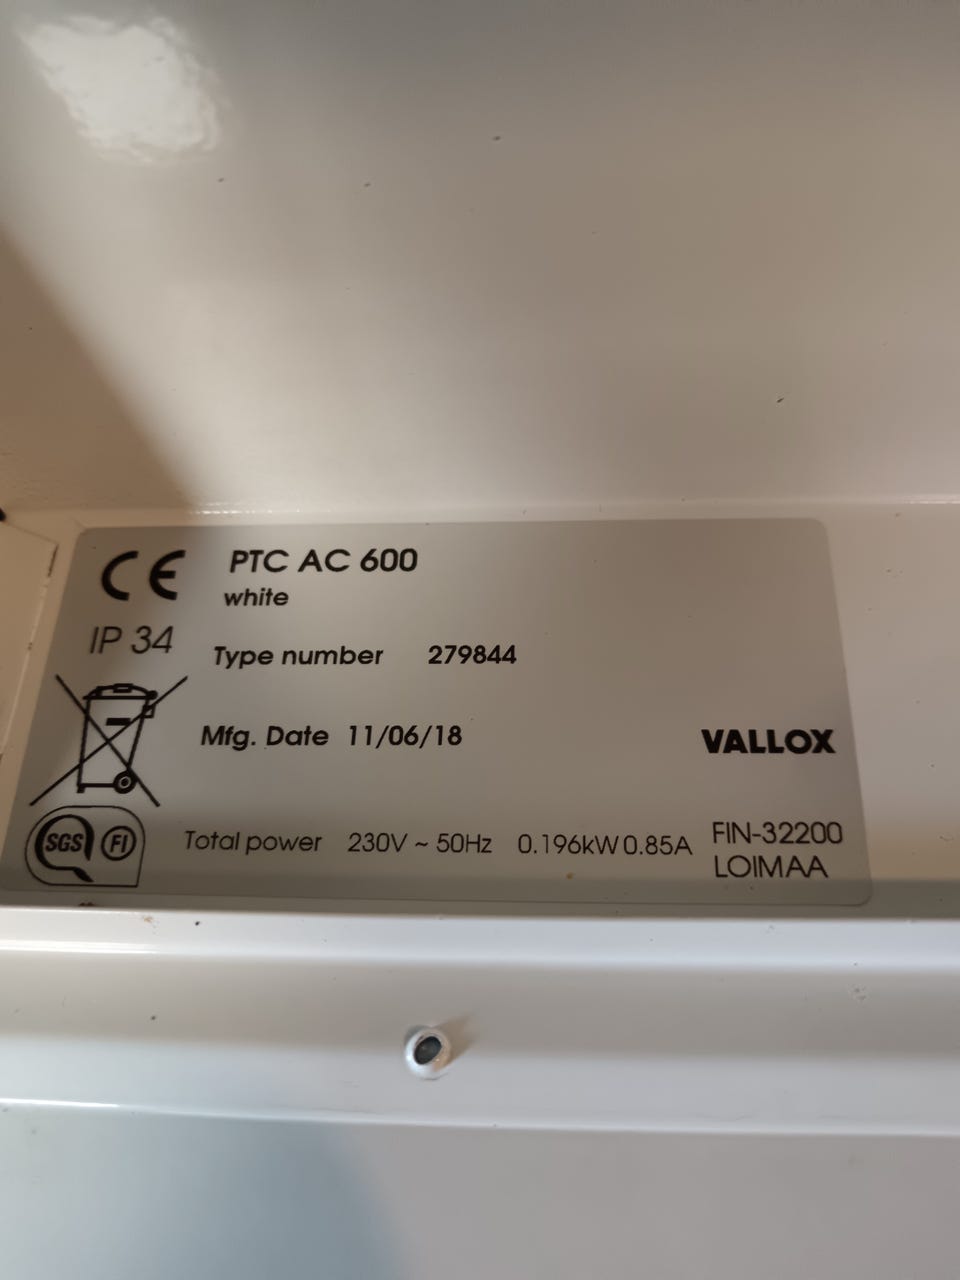 CE PTC AC 600
white
IP 34
Type number 279844
Mfg. Date 11/06/18
VALLOX
SGS FI
Total power 230V ~ 50Hz 0.196kW 0.85A
FIN-32200
LOIMAA